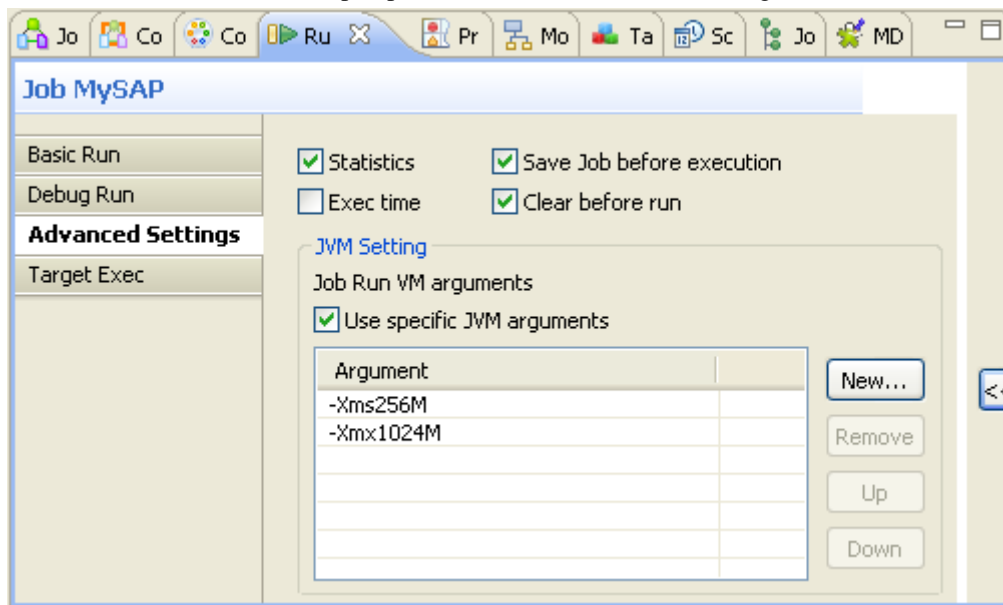 Jo Co Co Ru Pr Mo Ta Sc Jo MD
Job MySAP
Basic Run
Debug Run
Advanced Settings
Target Exec
Statistics Save Job before execution
Exec time Clear before run
JVM Setting
Job Run VM arguments
Use specific JVM arguments
Argument
-Xms256M
-Xmx1024M
New...
Remove
Up
Down